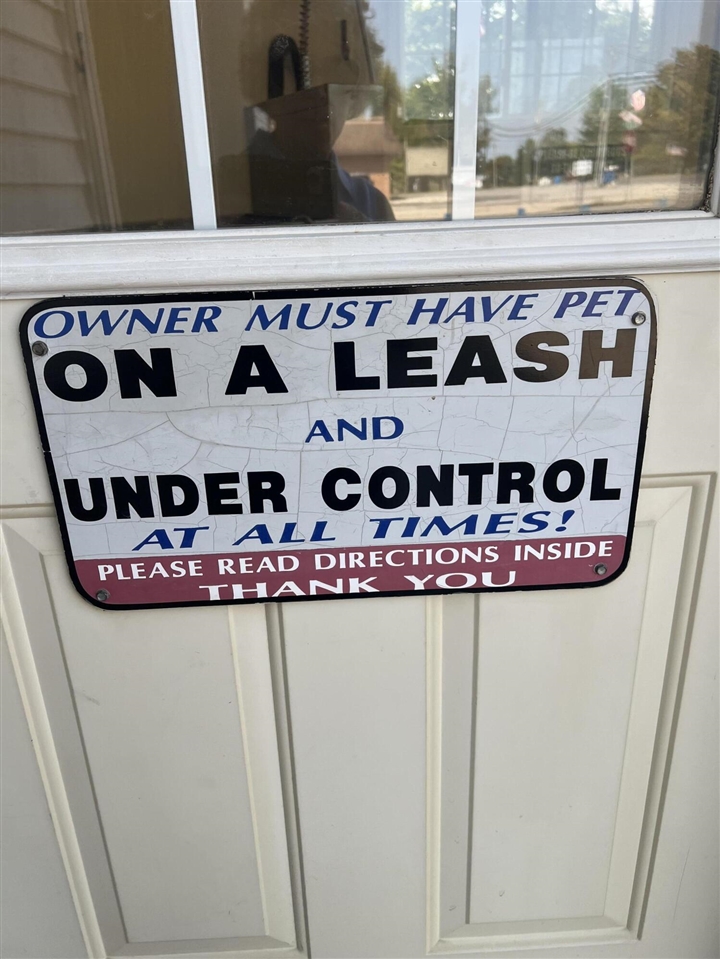 OWNER MUST HAVE PET
ON A LEASH
AND
UNDER CONTROL
AT ALL TIMES!
PLEASE READ DIRECTIONS INSIDE
THANK YOU